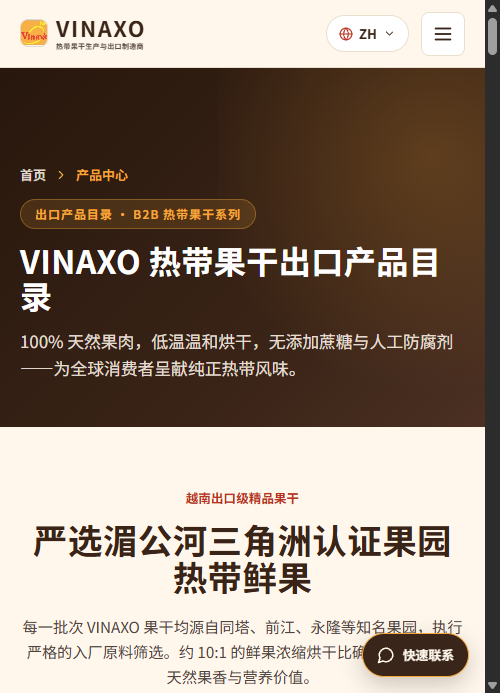 Vinaxo
VINAXO
热带果干生产与出口制造商
ZH
首页 > 产品中心
出口产品目录 · B2B 热带果干系列
VINAXO 热带果干出口产品目
录
100% 天然果肉，低温温和烘干，无添加蔗糖与人工防腐剂
——为全球消费者呈献纯正热带风味。
越南出口级精品果干
严选湄公河三角洲认证果园
热带鲜果
每一批次 VINAXO 果干均源自同塔、前江、永隆等知名果园，执行
严格的入厂原料筛选。约 10:1 的鲜果浓缩烘干比
天然果香与营养价值。
快速联系